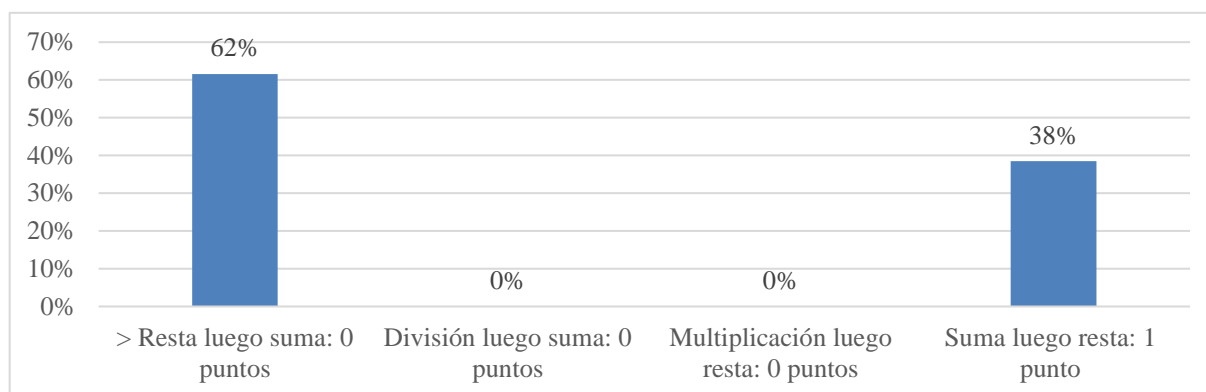 70%
60%
50%
40%
30%
20%
10%
0%
62%
0%
0%
38%
> Resta luego suma: 0
puntos
División luego suma: 0
puntos
Multiplicación luego
resta: 0 puntos
Suma luego resta: 1
punto